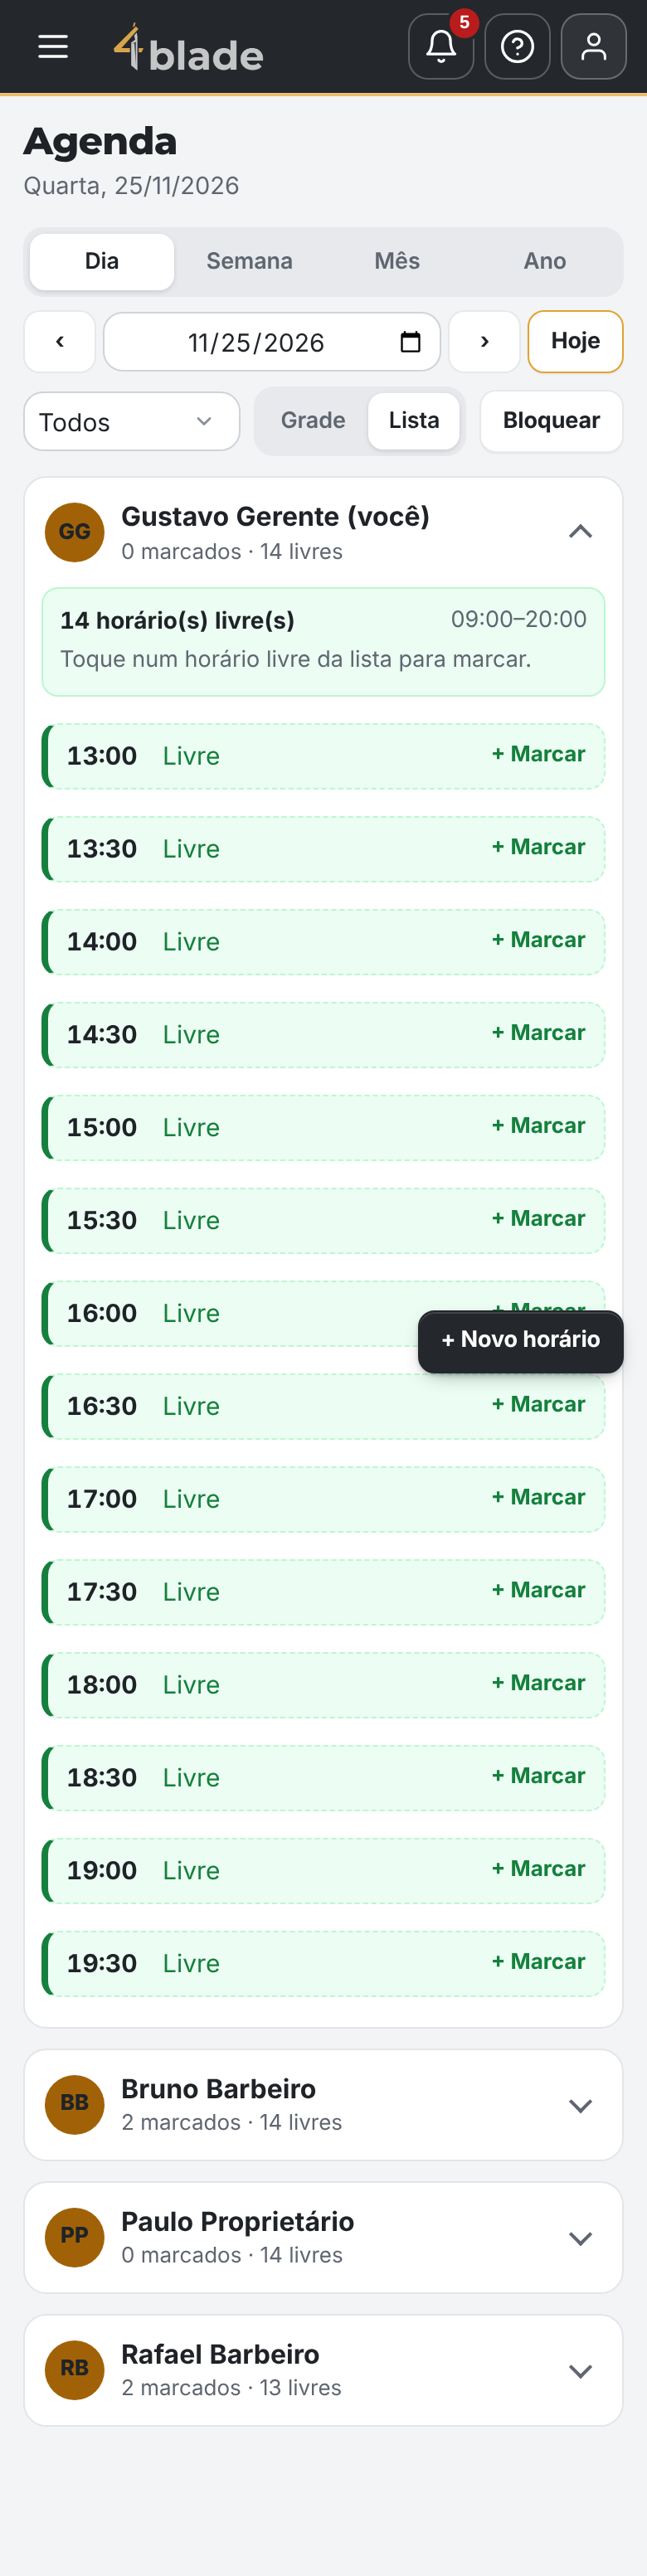 4blade
5
Agenda
Quarta, 25/11/2026
Dia Semana Mês Ano
‹ 11/25/2026 › Hoje
Todos Grade Lista Bloquear
GG Gustavo Gerente (você)
0 marcados · 14 livres
14 horário(s) livre(s) 09:00–20:00
Toque num horário livre da lista para marcar.
13:00 Livre + Marcar
13:30 Livre + Marcar
14:00 Livre + Marcar
14:30 Livre + Marcar
15:00 Livre + Marcar
15:30 Livre + Marcar
16:00 Livre + Marcar
+ Novo horário
16:30 Livre + Marcar
17:00 Livre + Marcar
17:30 Livre + Marcar
18:00 Livre + Marcar
18:30 Livre + Marcar
19:00 Livre + Marcar
19:30 Livre + Marcar
BB Bruno Barbeiro
2 marcados · 14 livres
PP Paulo Proprietário
0 marcados · 14 livres
RB Rafael Barbeiro
2 marcados · 13 livres